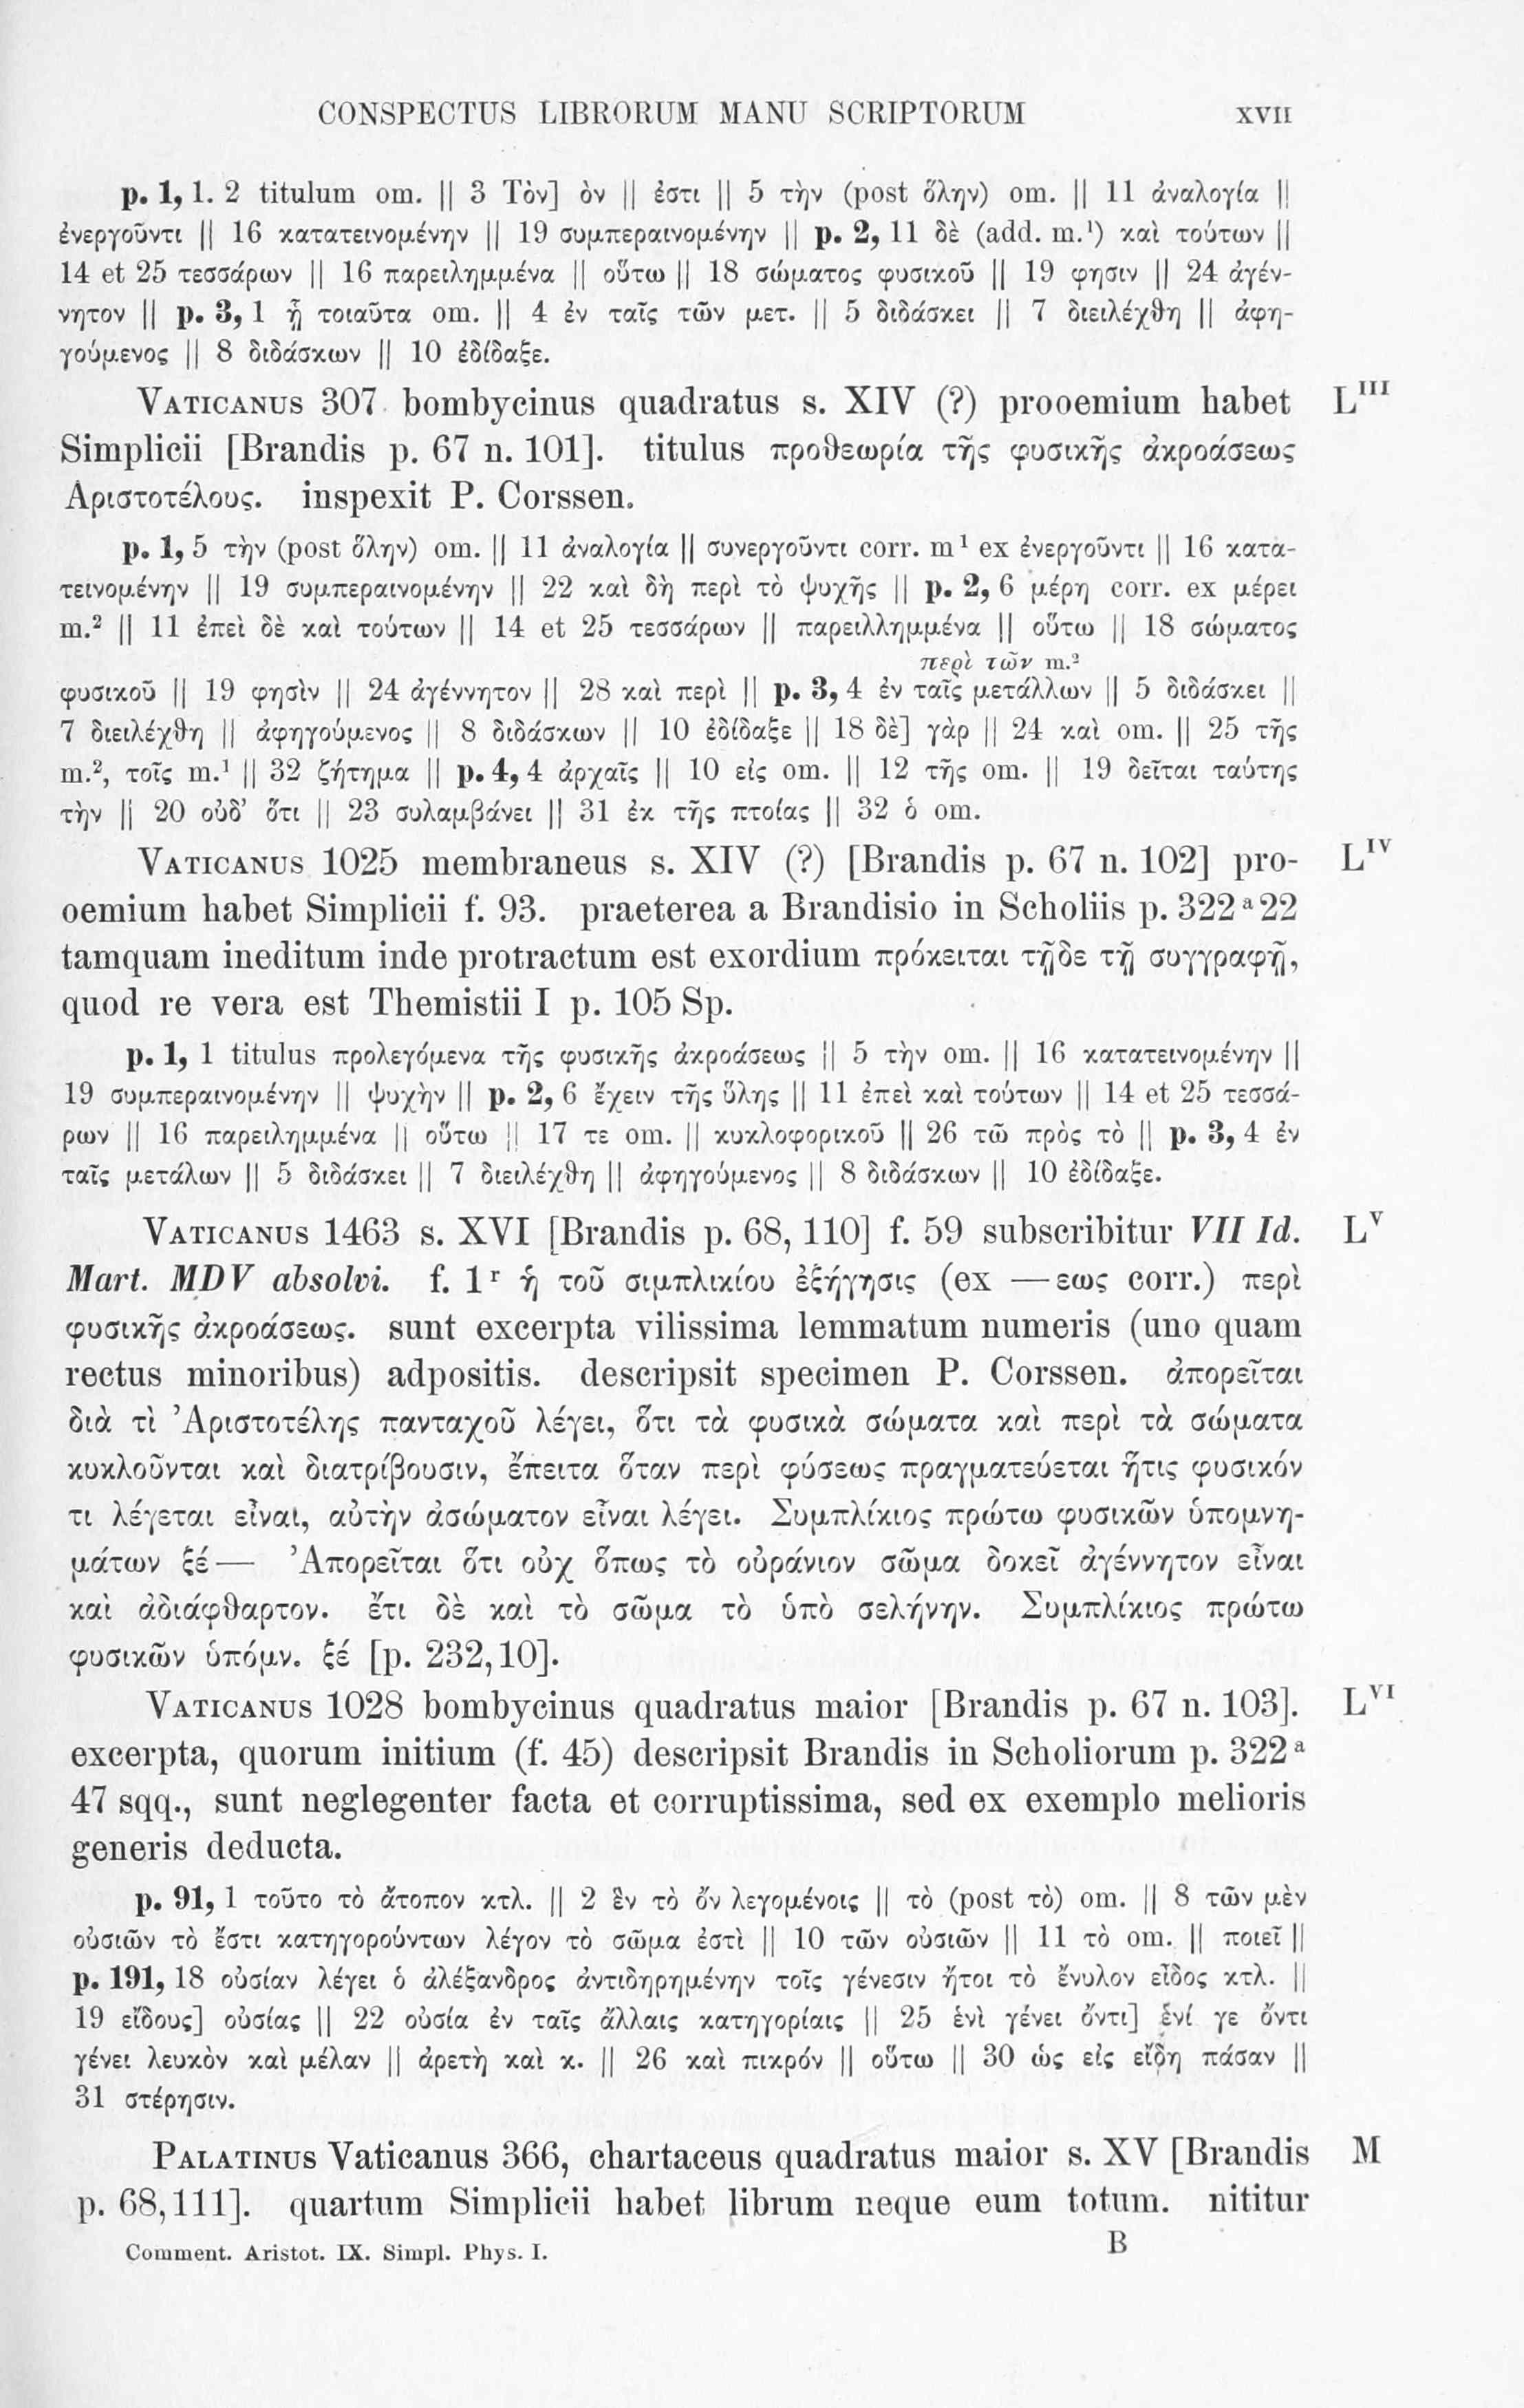 CONSPECTUS LIBRORUM MANU SCRIPTORUM XVII
p. 1, 1. 2 titulum om. || 3 Τὸν] ὃν || ἐστι || 5 τὴν (post ὅλην) om. || 11 ἀναλογία ||
ἐνεργοῦντι || 16 κατατεινομένην || 19 συμπεραινομένην || p. 2, 11 δὲ (add. m.¹) καὶ τούτων ||
14 et 25 τεσσάρων || 16 παρειλημμένα || οὕτω || 18 σώματος φυσικοῦ || 19 φησιν || 24 ἀγέν-
νητον || p. 3, 1 ἢ τοιαῦτα om. || 4 ἐν ταῖς τῶν μετ. || 5 διδάσκει || 7 διειλέχθη || ἀφη-
γούμενος || 8 διδάσκων || 10 ἐδίδαξε.
VATICANUS 307 bombycinus quadratus s. XIV (?) prooemium habet L^III
Simplicii [Brandis p. 67 n. 101]. titulus προθεωρία τῆς φυσικῆς ἀκροάσεως
Ἀριστοτέλους. inspexit P. Corssen.
p. 1, 5 τὴν (post ὅλην) om. || 11 ἀναλογία || συνεργοῦντι corr. m¹ ex ἐνεργοῦντι || 16 κατα-
τεινομένην || 19 συμπεραινομένην || 22 καὶ δὴ περὶ τὸ ψυχῆς || p. 2, 6 μέρη corr. ex μέρει
m.² || 11 ἐπεὶ δὲ καὶ τούτων || 14 et 25 τεσσάρων || παρειλλημμένα || οὕτω || 18 σώματος
περὶ τῶν m.²
φυσικοῦ || 19 φησὶν || 24 ἀγέννητον || 28 καὶ περὶ || p. 3, 4 ἐν ταῖς μετάλλων || 5 διδάσκει ||
7 διειλέχθη || ἀφηγούμενος || 8 διδάσκων || 10 ἐδίδαξε || 18 δὲ] γὰρ || 24 καὶ om. || 25 τῆς
m.², τοῖς m.¹ || 32 ζήτημα || p. 4, 4 ἀρχαῖς || 10 εἰς om. || 12 τῆς om. || 19 δεῖται ταύτης
τὴν || 20 οὐδ’ ὅτι || 23 συλαμβάνει || 31 ἐκ τῆς πτοίας || 32 ὁ om.
VATICANUS 1025 membraneus s. XIV (?) [Brandis p. 67 n. 102] pro- L^IV
oemium habet Simplicii f. 93. praeterea a Brandisio in Scholiis p. 322ᵃ22
tamquam ineditum inde protractum est exordium πρόκειται τῇδε τῇ συγγραφῇ,
quod re vera est Themistii I p. 105 Sp.
p. 1, 1 titulus προλεγόμενα τῆς φυσικῆς ἀκροάσεως || 5 τὴν om. || 16 κατατεινομένην ||
19 συμπεραινομένην || ψυχὴν || p. 2, 6 ἔχειν τῆς ὕλης || 11 ἐπεὶ καὶ τούτων || 14 et 25 τεσσά-
ρων || 16 παρειλημμένα || οὕτω || 17 τε om. || κυκλοφορικοῦ || 26 τῶ πρὸς τὸ || p. 3, 4 ἐν
ταῖς μετάλων || 5 διδάσκει || 7 διειλέχθη || ἀφηγούμενος || 8 διδάσκων || 10 ἐδίδαξε.
VATICANUS 1463 s. XVI [Brandis p. 68, 110] f. 59 subscribitur VII Id. L^V
Mart. MDV absolvi. f. 1ʳ ἡ τοῦ σιμπλικίου ἐξήγησις (ex —εως corr.) περὶ
φυσικῆς ἀκροάσεως. sunt excerpta vilissima lemmatum numeris (uno quam
rectus minoribus) adpositis. descripsit specimen P. Corssen. ἀπορεῖται
διὰ τὶ Ἀριστοτέλης πανταχοῦ λέγει, ὅτι τὰ φυσικὰ σώματα καὶ περὶ τὰ σώματα
κυκλοῦνται καὶ διατρίβουσιν, ἔπειτα ὅταν περὶ φύσεως πραγματεύεται ἥτις φυσικόν
τι λέγεται εἶναι, αὐτὴν ἀσώματον εἶναι λέγει. Συμπλίκιος πρώτω φυσικῶν ὑπομνη-
μάτων ξέ— Ἀπορεῖται ὅτι οὐχ ὅπως τὸ οὐράνιον σῶμα δοκεῖ ἀγέννητον εἶναι
καὶ ἀδιάφθαρτον. ἔτι δὲ καὶ τὸ σῶμα τὸ ὑπὸ σελήνην. Συμπλίκιος πρώτω
φυσικῶν ὑπόμν. ξέ [p. 232,10].
VATICANUS 1028 bombycinus quadratus maior [Brandis p. 67 n. 103]. L^VI
excerpta, quorum initium (f. 45) descripsit Brandis in Scholiorum p. 322ᵃ
47 sqq., sunt neglegenter facta et corruptissima, sed ex exemplo melioris
generis deducta.
p. 91, 1 τοῦτο τὸ ἄτοπον κτλ. || 2 ἓν τὸ ὄν λεγομένοις || τὸ (post τὸ) om. || 8 τῶν μὲν
οὐσιῶν τὸ ἔστι κατηγορούντων λέγον τὸ σῶμα ἐστὶ || 10 τῶν οὐσιῶν || 11 τὸ om. || ποιεῖ ||
p. 191, 18 οὐσίαν λέγει ὁ ἀλέξανδρος ἀντιδηρημένην τοῖς γένεσιν ἤτοι τὸ ἔνυλον εἶδος κτλ. ||
19 εἴδους] οὐσίας || 22 οὐσία ἐν ταῖς ἄλλαις κατηγορίαις || 25 ἑνὶ γένει ὄντι] ἑνί γε ὄντι
γένει λευκὸν καὶ μέλαν || ἀρετὴ καὶ κ. || 26 καὶ πικρόν || οὕτω || 30 ὡς εἰς εἴδη πάσαν ||
31 στέρησιν.
PALATINUS Vaticanus 366, chartaceus quadratus maior s. XV [Brandis M
p. 68,111]. quartum Simplicii habet librum neque eum totum. nititur
Comment. Aristot. IX. Simpl. Phys. I. B